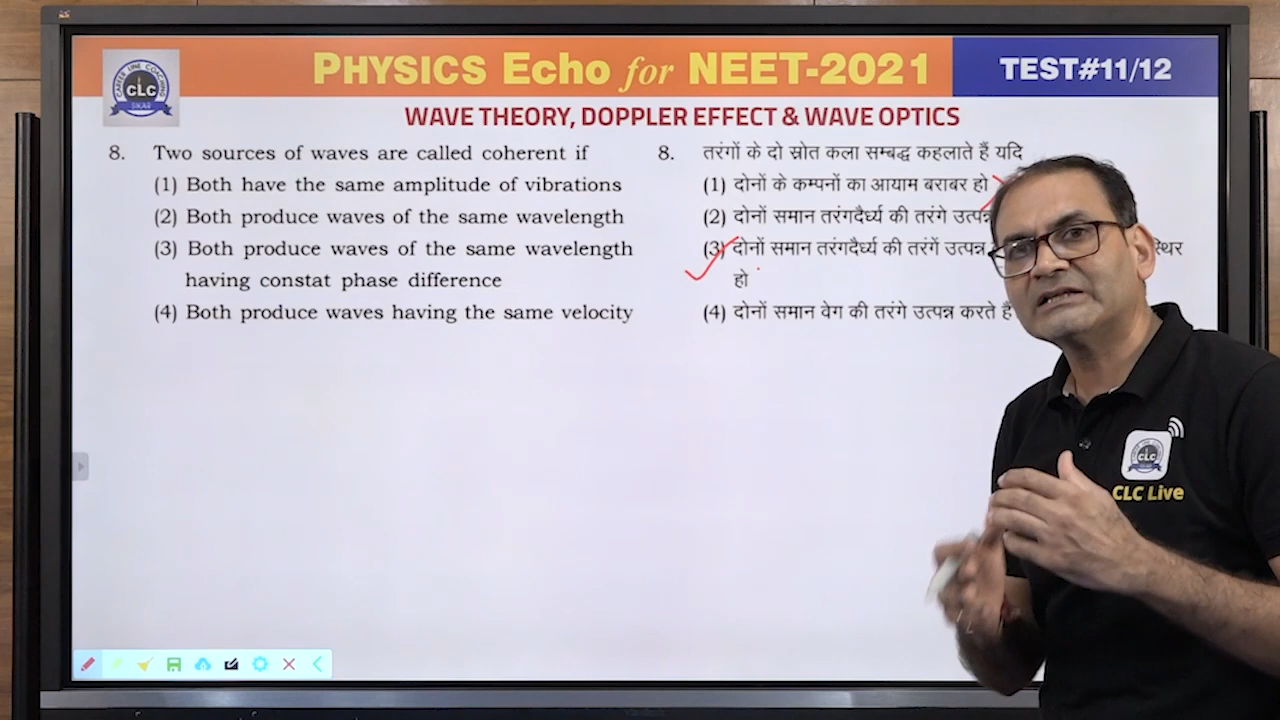 PHYSICS Echo for NEET-2021
TEST#11/12
CAREER LINE COACHING
CLC
SIKAR
WAVE THEORY, DOPPLER EFFECT & WAVE OPTICS
8. Two sources of waves are called coherent if
(1) Both have the same amplitude of vibrations
(2) Both produce waves of the same wavelength
(3) Both produce waves of the same wavelength
having constat phase difference
(4) Both produce waves having the same velocity
8. तरंगों के दो स्रोत कला सम्बद्ध कहलाते हैं यदि
(1) दोनों के कम्पनों का आयाम बराबर हो
(2) दोनों समान तरंगदैर्ध्य की तरंगे उत्पन्न
(3) दोनों समान तरंगदैर्ध्य की तरंगें उत्पन्न स्थिर
हो
(4) दोनों समान वेग की तरंगे उत्पन्न करते हैं
CLC
CLC Live